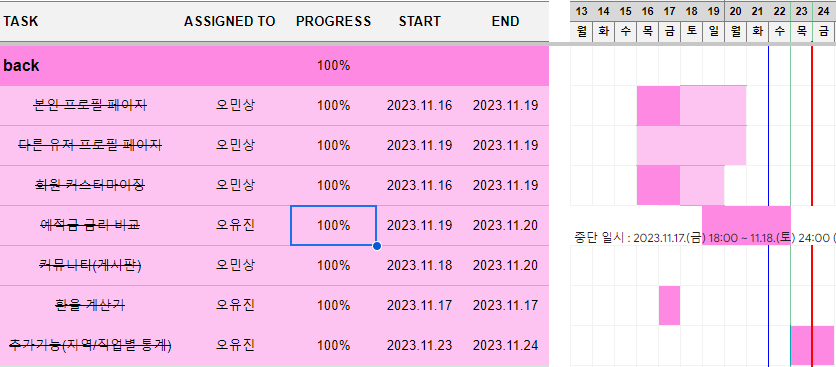 TASK ASSIGNED TO PROGRESS START END 13 14 15 16 17 18 19 20 21 22 23 24
월 화 수 목 금 토 일 월 화 수 목 금
back 100%
본인 프로필 페이지 오민상 100% 2023.11.16 2023.11.19
다른 유저 프로필 페이지 오민상 100% 2023.11.19 2023.11.19
회원 커스터마이징 오민상 100% 2023.11.16 2023.11.19
예적금 금리 비교 오유진 100% 2023.11.19 2023.11.20
중단 일시 : 2023.11.17.(금) 18:00 ~ 11.18.(토) 24:00 (
커뮤니티(게시판) 오민상 100% 2023.11.18 2023.11.20
환율 계산기 오유진 100% 2023.11.17 2023.11.17
추가기능(지역/직업별 통계) 오유진 100% 2023.11.23 2023.11.24